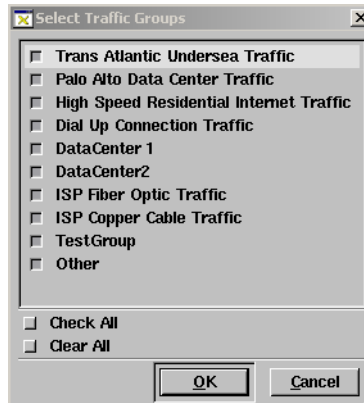 Select Traffic Groups
Trans Atlantic Undersea Traffic
Palo Alto Data Center Traffic
High Speed Residential Internet Traffic
Dial Up Connection Traffic
DataCenter 1
DataCenter2
ISP Fiber Optic Traffic
ISP Copper Cable Traffic
TestGroup
Other
Check All
Clear All
OK
Cancel